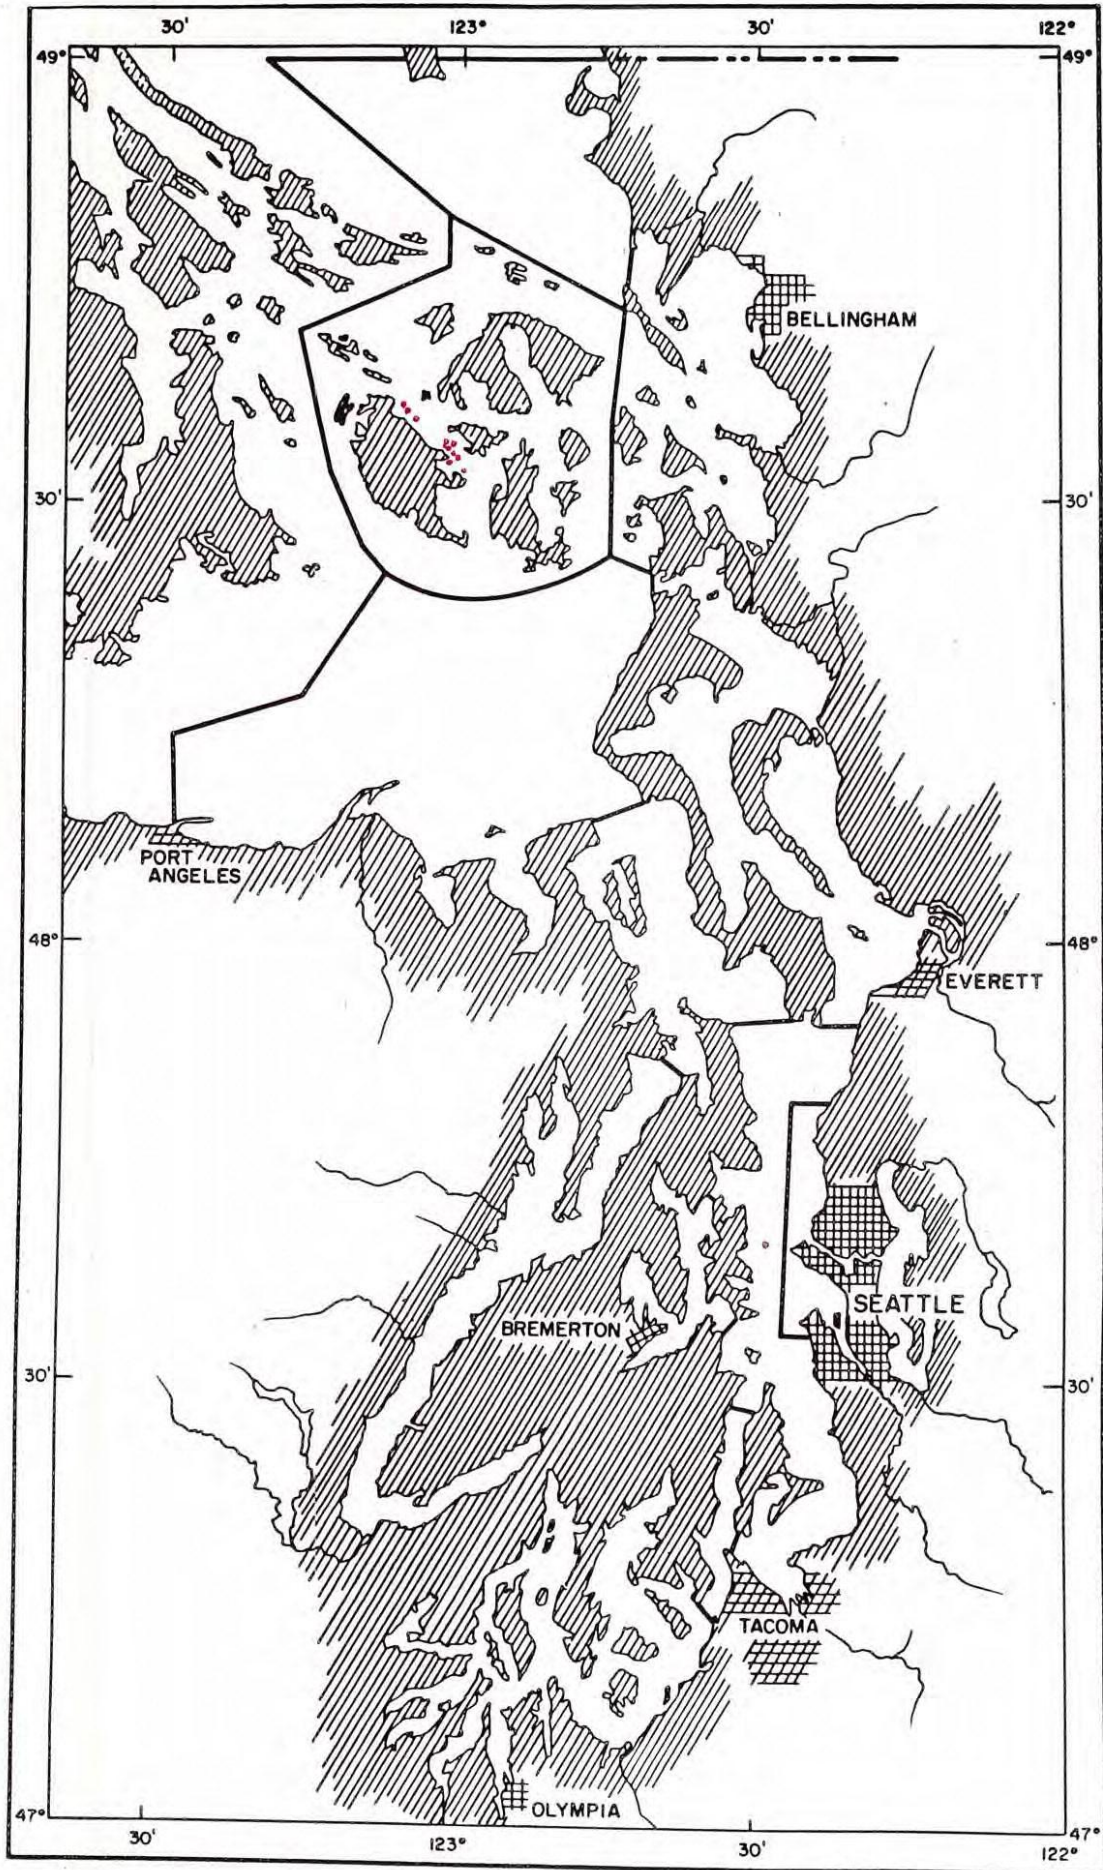 30'
123°
30'
122°
49°
49°
BELLINGHAM
30'
30'
PORT
ANGELES
48°
48°
EVERETT
SEATTLE
BREMERTON
30'
30'
TACOMA
OLYMPIA
47°
47°
30'
123°
30'
122°